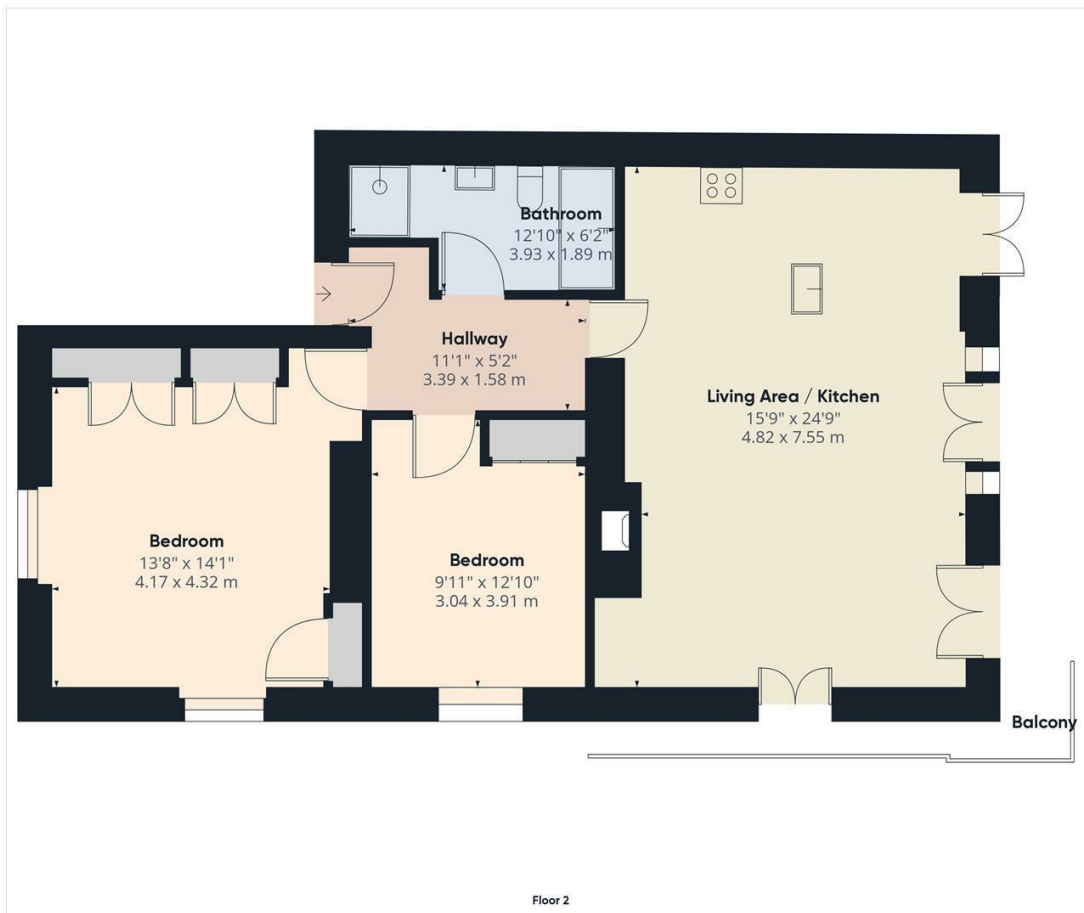 Bathroom
12'10" x 6'2"
3.93 x 1.89 m
Hallway
11'1" x 5'2"
3.39 x 1.58 m
Living Area / Kitchen
15'9" x 24'9"
4.82 x 7.55 m
Bedroom
13'8" x 14'1"
4.17 x 4.32 m
Bedroom
9'11" x 12'10"
3.04 x 3.91 m
Balcony
Floor 2